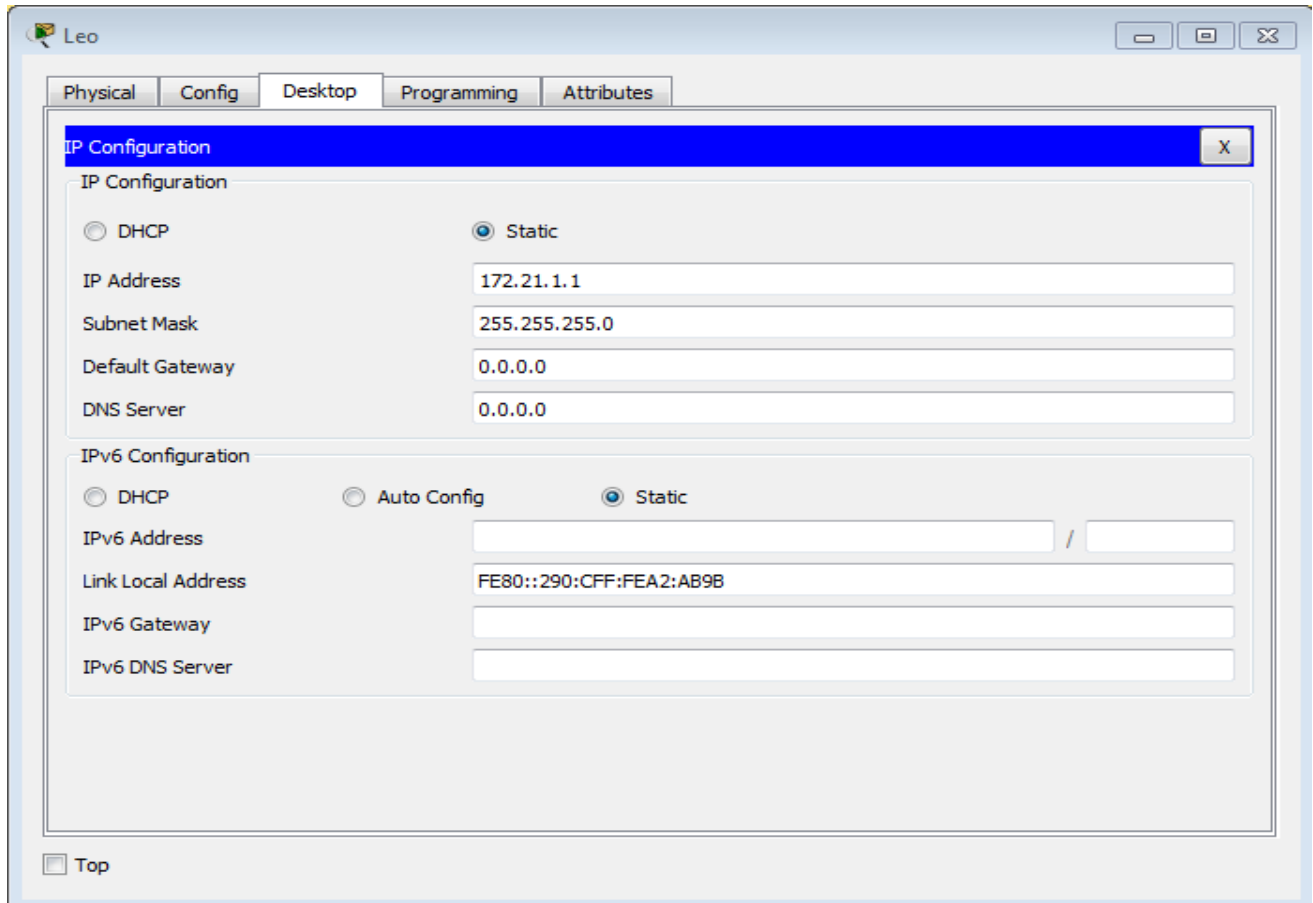 Leo
Physical Config Desktop Programming Attributes
IP Configuration X
IP Configuration
DHCP Static
IP Address 172.21.1.1
Subnet Mask 255.255.255.0
Default Gateway 0.0.0.0
DNS Server 0.0.0.0
IPv6 Configuration
DHCP Auto Config Static
IPv6 Address /
Link Local Address FE80::290:CFF:FEA2:AB9B
IPv6 Gateway
IPv6 DNS Server
Top